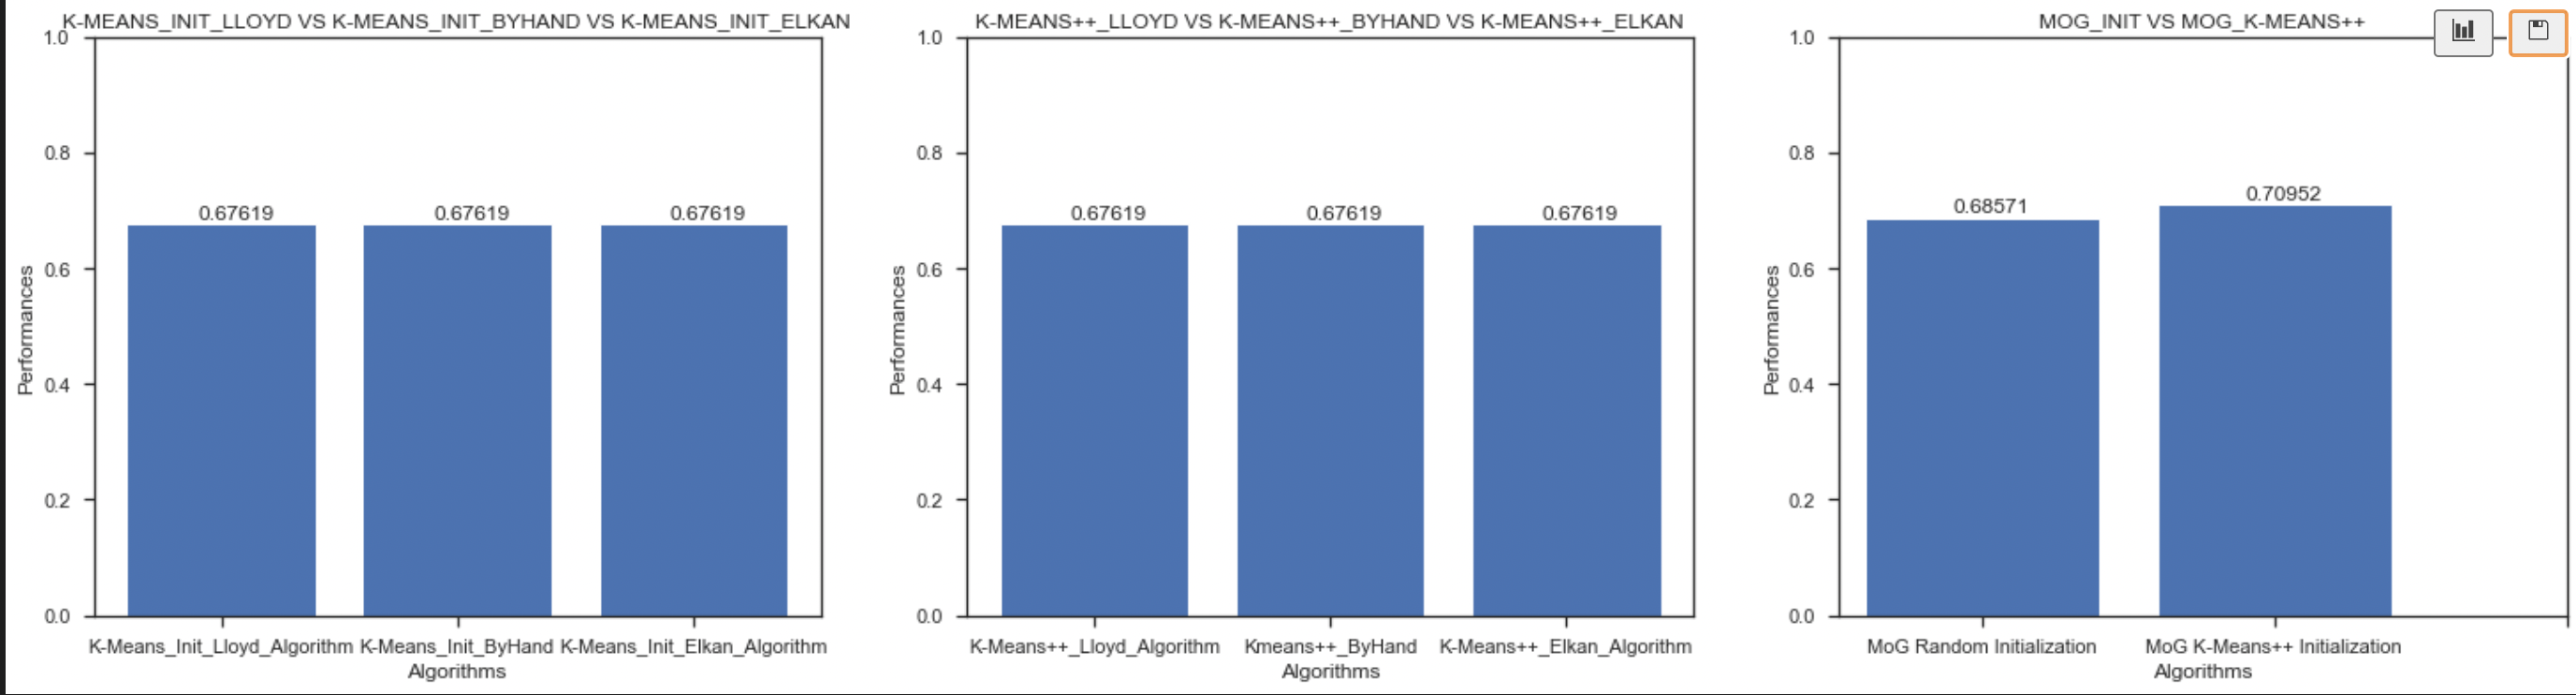 K-MEANS_INIT_LLOYD VS K-MEANS_INIT_BYHAND VS K-MEANS_INIT_ELKAN
1.0
0.8
0.6
0.4
0.2
0.0
Performances
0.67619
0.67619
0.67619
K-Means_Init_Lloyd_Algorithm K-Means_Init_ByHand K-Means_Init_Elkan_Algorithm
Algorithms
K-MEANS++_LLOYD VS K-MEANS++_BYHAND VS K-MEANS++_ELKAN
1.0
0.8
0.6
0.4
0.2
0.0
Performances
0.67619
0.67619
0.67619
K-Means++_Lloyd_Algorithm Kmeans++_ByHand K-Means++_Elkan_Algorithm
Algorithms
MOG_INIT VS MOG_K-MEANS++
1.0
0.8
0.6
0.4
0.2
0.0
Performances
0.68571
0.70952
MoG Random Initialization MoG K-Means++ Initialization
Algorithms